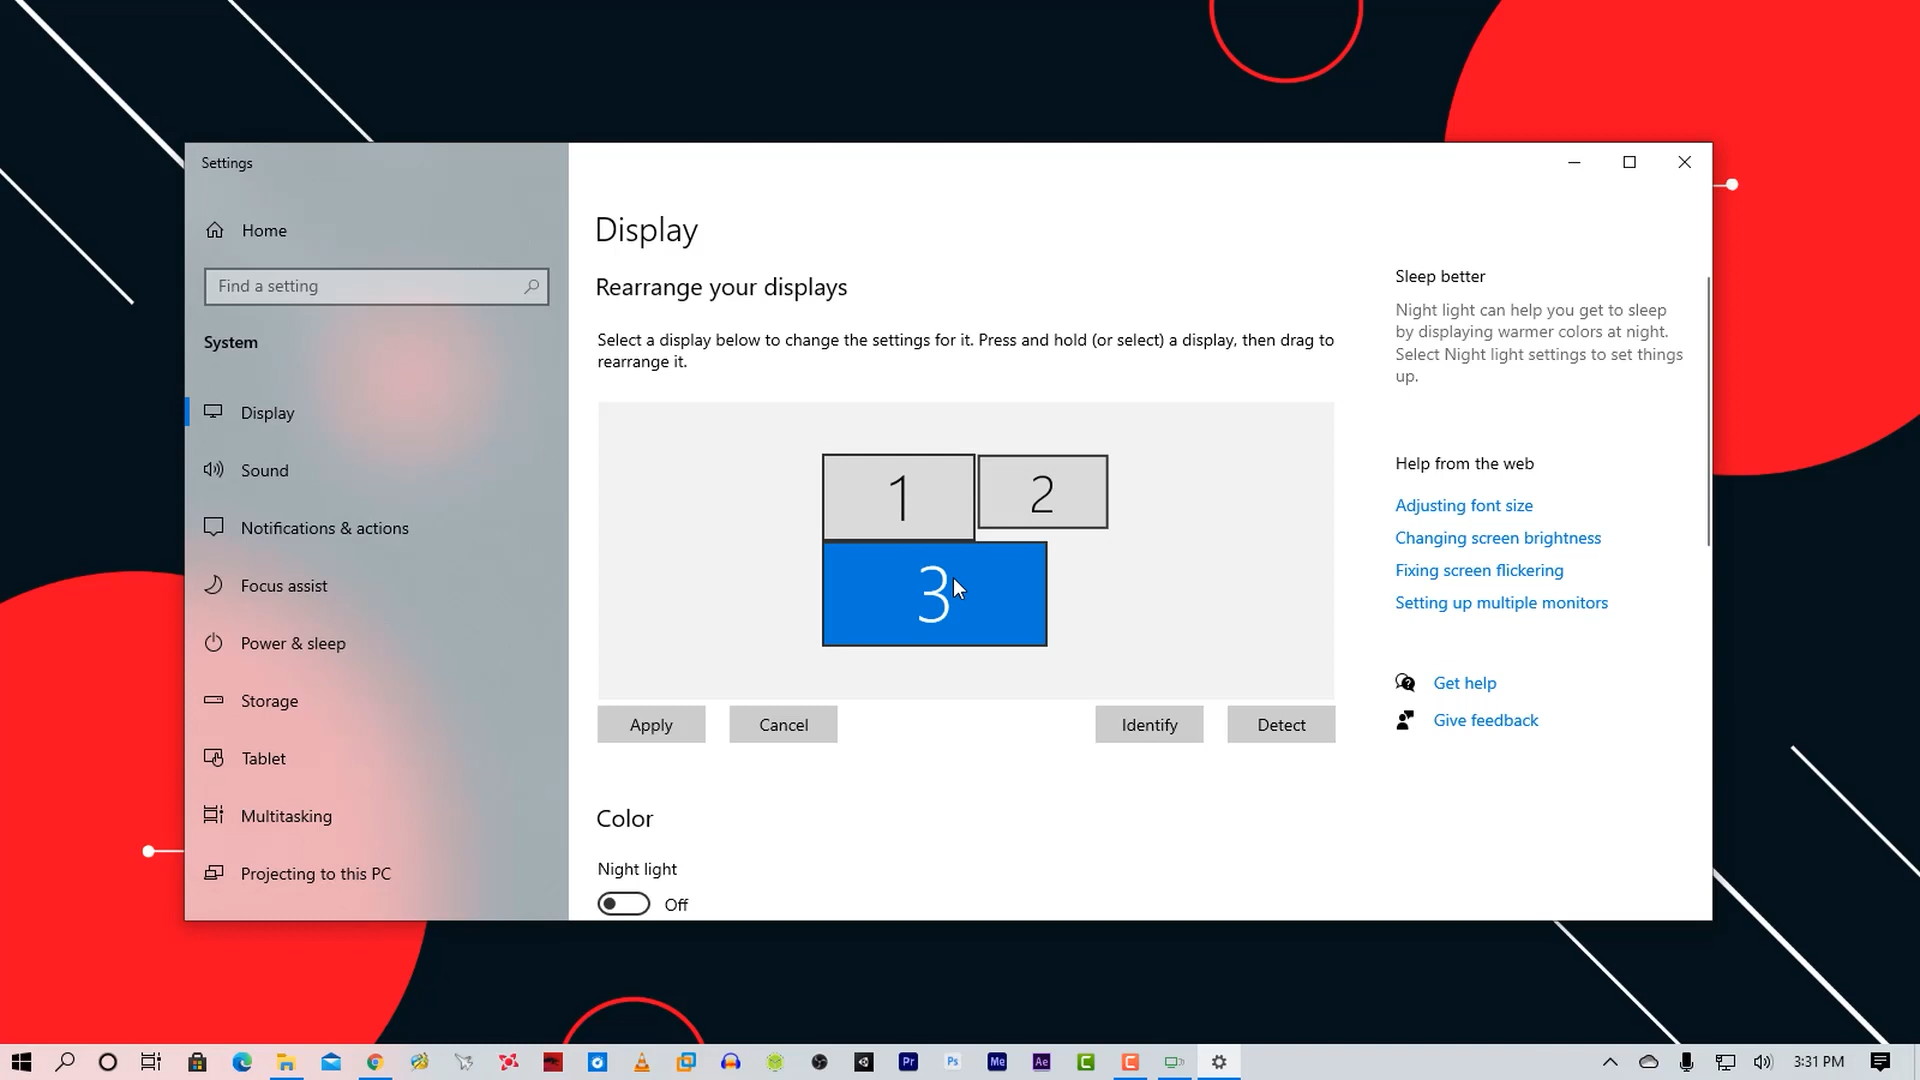 Settings
Home
Find a setting
System
Display
Sound
Notifications & actions
Focus assist
Power & sleep
Storage
Tablet
Multitasking
Projecting to this PC
Display
Rearrange your displays
Select a display below to change the settings for it. Press and hold (or select) a display, then drag to
rearrange it.
1
2
3
Apply
Cancel
Identify
Detect
Color
Night light
Off
Sleep better
Night light can help you get to sleep
by displaying warmer colors at night.
Select Night light settings to set things
up.
Help from the web
Adjusting font size
Changing screen brightness
Fixing screen flickering
Setting up multiple monitors
Get help
Give feedback
Pr
Ps
Me
Ae
3:31 PM